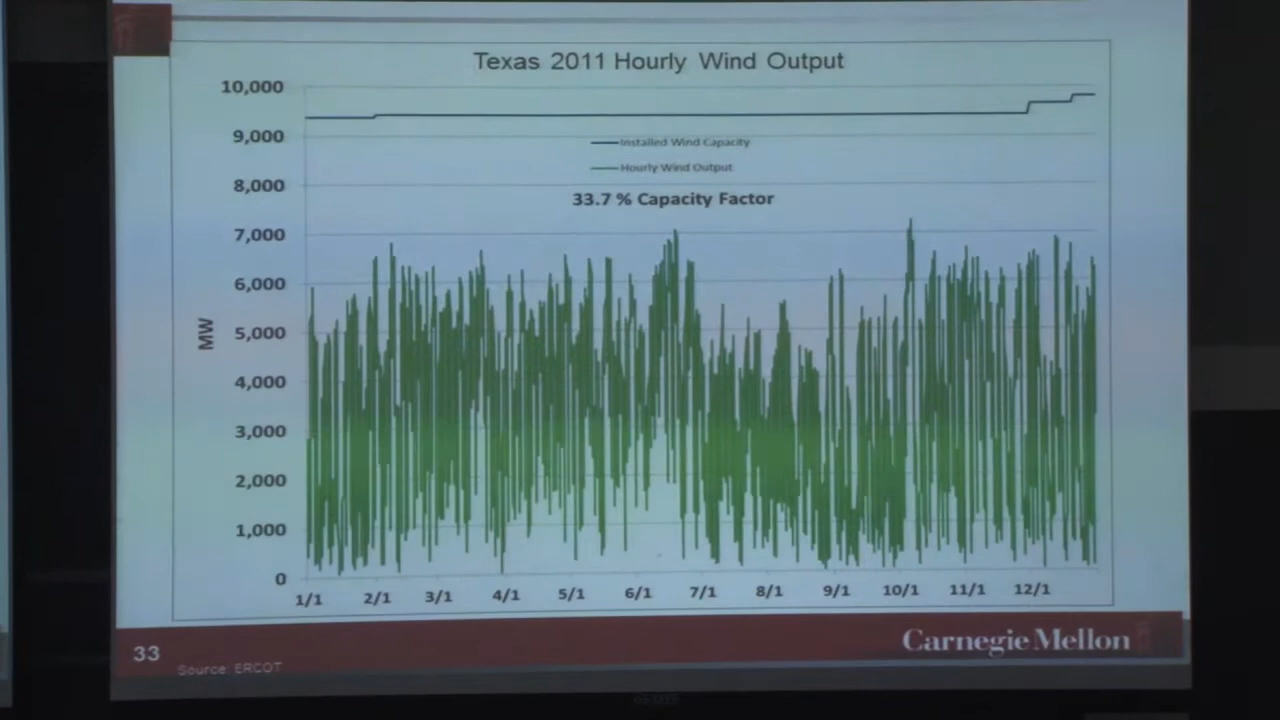 Texas 2011 Hourly Wind Output
10,000
9,000
8,000
7,000
6,000
5,000
4,000
3,000
2,000
1,000
0
MW
Installed Wind Capacity
Hourly Wind Output
33.7 % Capacity Factor
1/1 2/1 3/1 4/1 5/1 6/1 7/1 8/1 9/1 10/1 11/1 12/1
33
Source: ERCOT
Carnegie Mellon